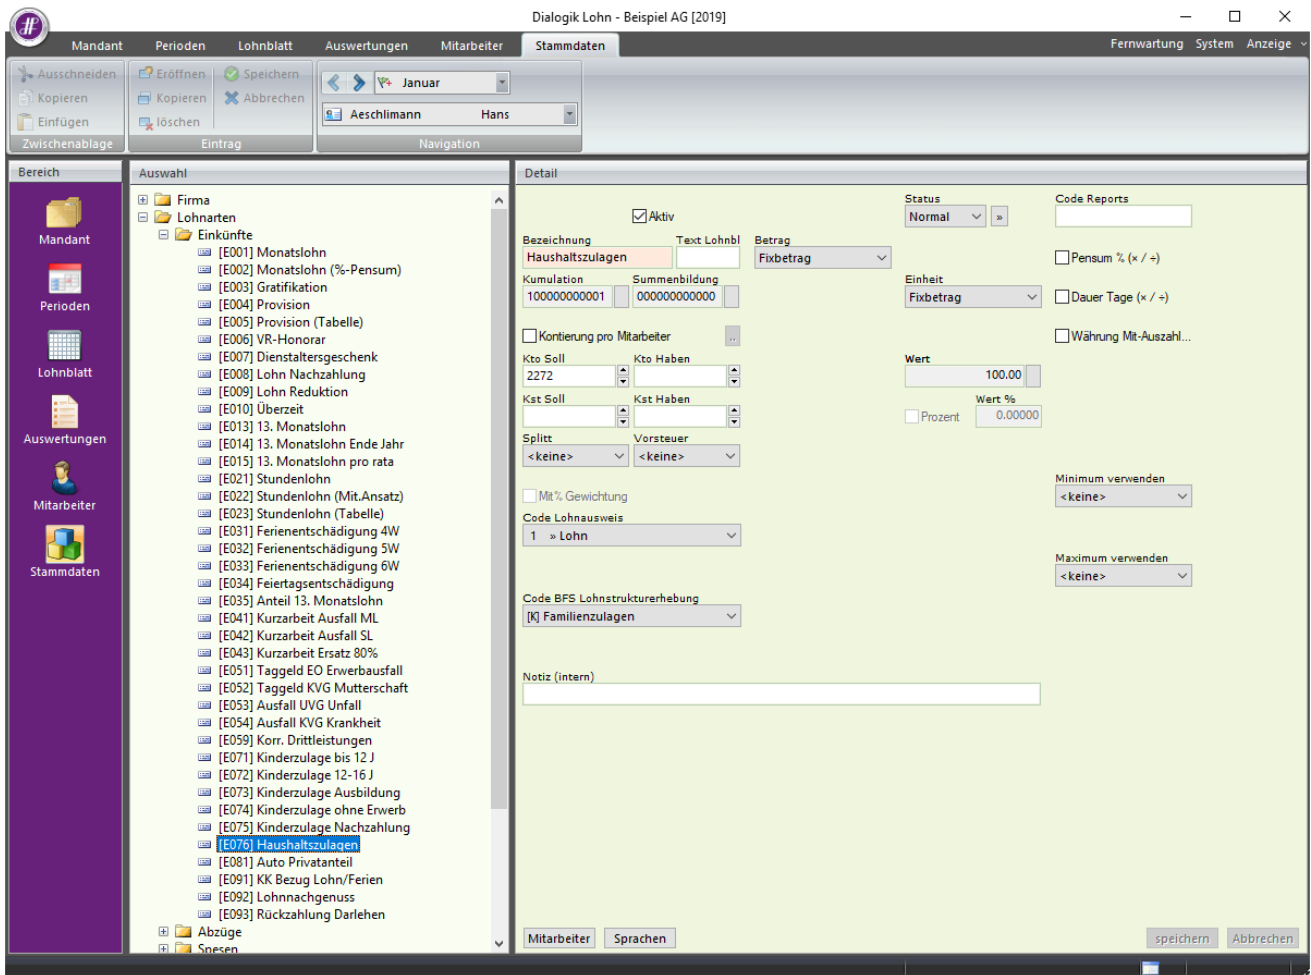 Dialogik Lohn - Beispiel AG [2019]
Mandant Perioden Lohnblatt Auswertungen Mitarbeiter Stammdaten Fernwartung System Anzeige
Ausschneiden Eröffnen Speichern Januar
Kopieren Kopieren Abbrechen
Einfügen löschen Aeschlimann Hans
Zwischenablage Eintrag Navigation
Bereich
Mandant
Perioden
Lohnblatt
Auswertungen
Mitarbeiter
Stammdaten
Auswahl
Firma
Lohnarten
Einkünfte
[E001] Monatslohn
[E002] Monatslohn (%-Pensum)
[E003] Gratifikation
[E004] Provision
[E005] Provision (Tabelle)
[E006] VR-Honorar
[E007] Dienstaltersgeschenk
[E008] Lohn Nachzahlung
[E009] Lohn Reduktion
[E010] Überzeit
[E013] 13. Monatslohn
[E014] 13. Monatslohn Ende Jahr
[E015] 13. Monatslohn pro rata
[E021] Stundenlohn
[E022] Stundenlohn (Mit.Ansatz)
[E023] Stundenlohn (Tabelle)
[E031] Ferienentschädigung 4W
[E032] Ferienentschädigung 5W
[E033] Ferienentschädigung 6W
[E034] Feiertagsentschädigung
[E035] Anteil 13. Monatslohn
[E041] Kurzarbeit Ausfall ML
[E042] Kurzarbeit Ausfall SL
[E043] Kurzarbeit Ersatz 80%
[E051] Taggeld EO Erwerbausfall
[E052] Taggeld KVG Mutterschaft
[E053] Ausfall UVG Unfall
[E054] Ausfall KVG Krankheit
[E059] Korr. Drittleistungen
[E071] Kinderzulage bis 12 J
[E072] Kinderzulage 12-16 J
[E073] Kinderzulage Ausbildung
[E074] Kinderzulage ohne Erwerb
[E075] Kinderzulage Nachzahlung
[E076] Haushaltszulagen
[E081] Auto Privatanteil
[E091] KK Bezug Lohn/Ferien
[E092] Lohnnachgenuss
[E093] Rückzahlung Darlehen
Abzüge
Spesen
Detail
Status Code Reports
Aktiv Normal »
Bezeichnung Text Lohnbl Betrag
Haushaltszulagen Fixbetrag Pensum % (× / ÷)
Kumulation Summenbildung Einheit
100000000001 000000000000 Fixbetrag Dauer Tage (× / ÷)
Kontierung pro Mitarbeiter .. Währung Mit-Auszahl...
Kto Soll Kto Haben Wert
2272 100.00
Kst Soll Kst Haben Wert %
Prozent 0.00000
Splitt Vorsteuer
<keine> <keine>
Minimum verwenden
Mit% Gewichtung <keine>
Code Lohnausweis
1 » Lohn
Maximum verwenden
<keine>
Code BFS Lohnstrukturerhebung
[K] Familienzulagen
Notiz (intern)
Mitarbeiter Sprachen speichern Abbrechen